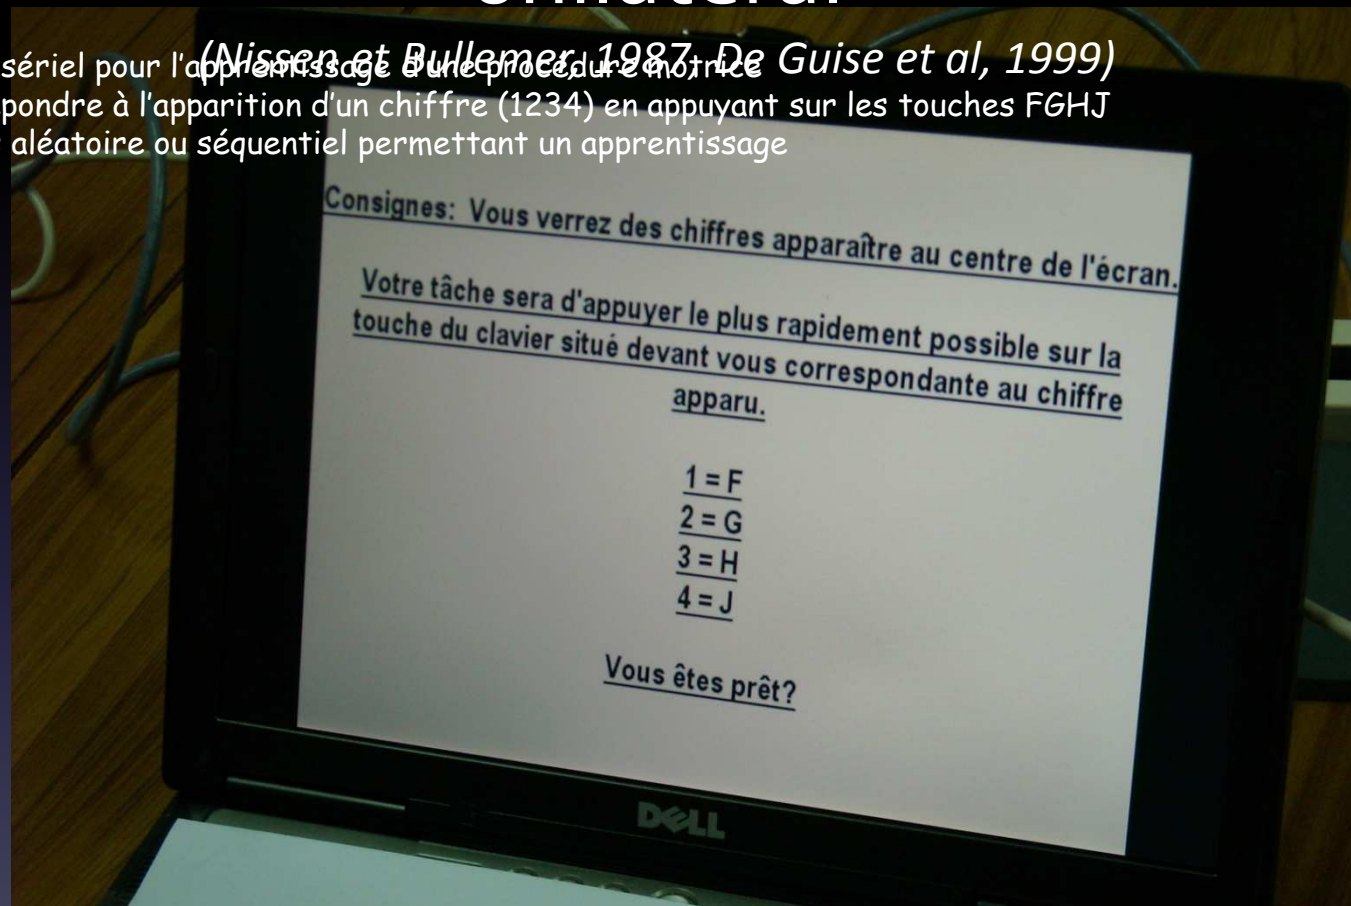 (Nissen et Bullemer, 1987; De Guise et al, 1999)
sériel pour l'apprentissage d'une procédure motrice
pondre à l'apparition d'un chiffre (1234) en appuyant sur les touches FGHJ
aléatoire ou séquentiel permettant un apprentissage
Consignes: Vous verrez des chiffres apparaître au centre de l'écran.
Votre tâche sera d'appuyer le plus rapidement possible sur la
touche du clavier situé devant vous correspondante au chiffre
apparu.
1 = F
2 = G
3 = H
4 = J
Vous êtes prêt?
DELL